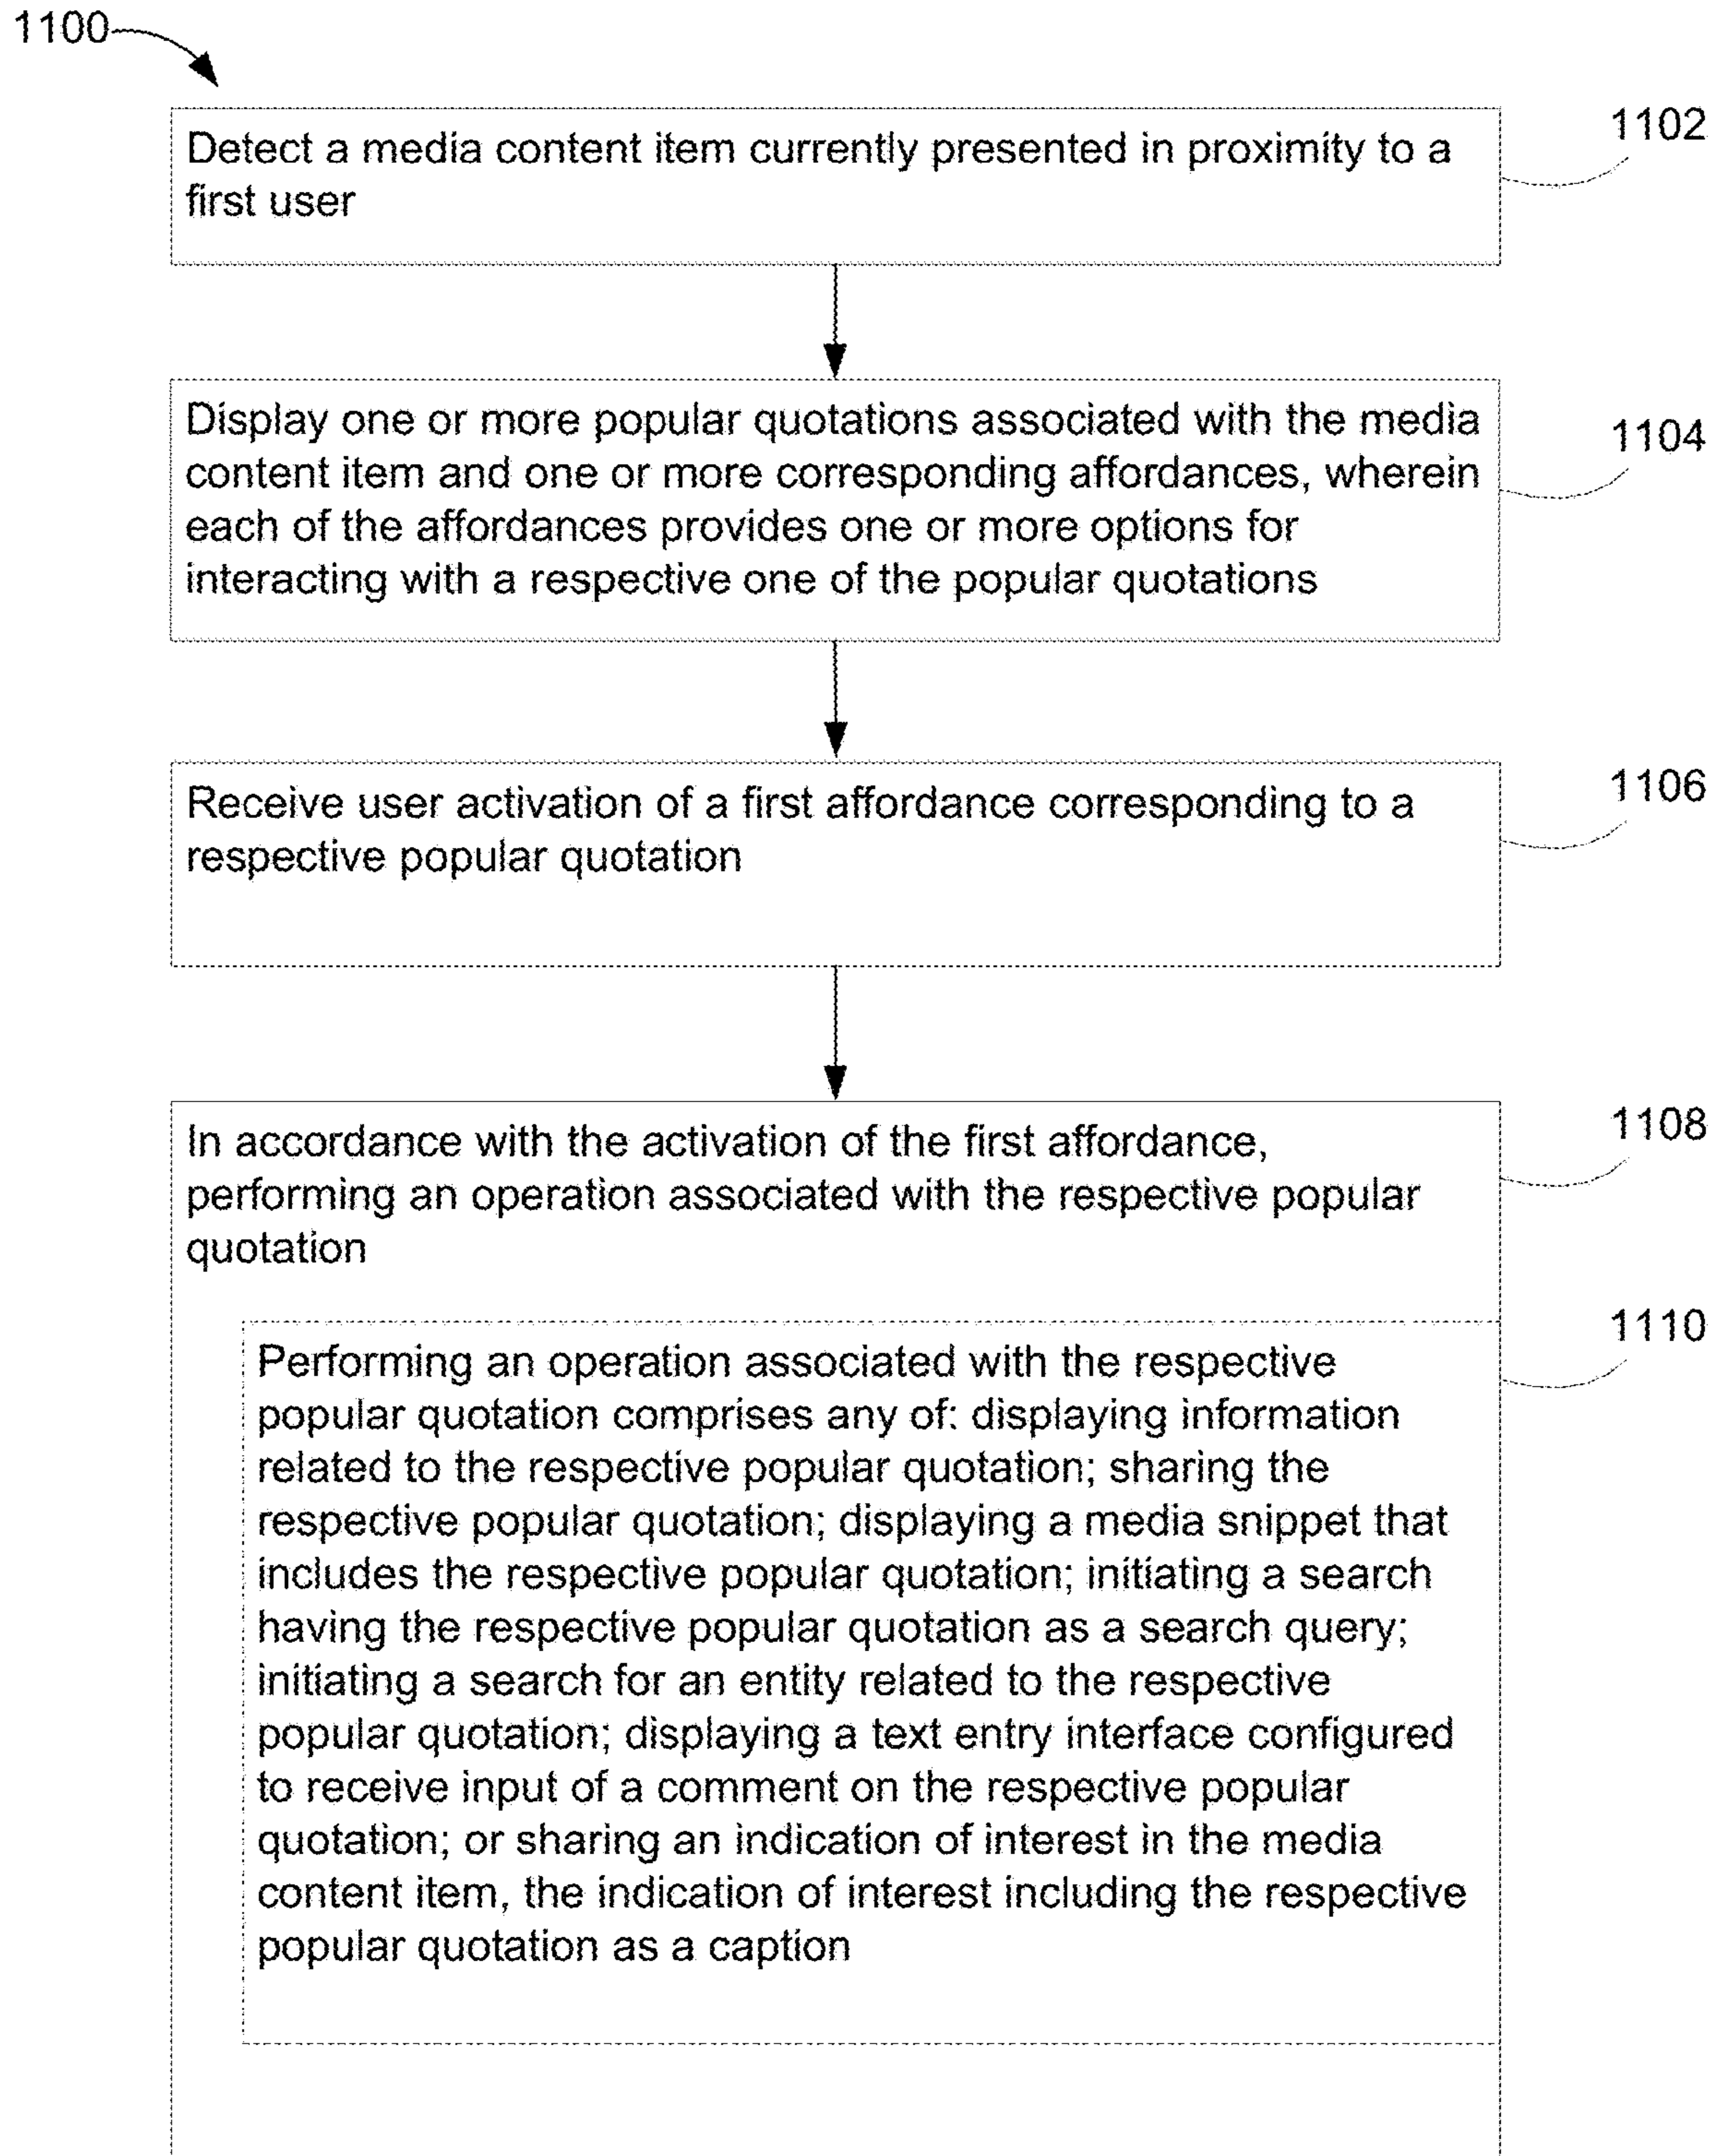 1100
Detect a media content item currently presented in proximity to a
first user
1102
Display one or more popular quotations associated with the media
content item and one or more corresponding affordances, wherein
each of the affordances provides one or more options for
interacting with a respective one of the popular quotations
1104
Receive user activation of a first affordance corresponding to a
respective popular quotation
1106
In accordance with the activation of the first affordance,
performing an operation associated with the respective popular
quotation
1108
Performing an operation associated with the respective
popular quotation comprises any of: displaying information
related to the respective popular quotation; sharing the
respective popular quotation; displaying a media snippet that
includes the respective popular quotation; initiating a search
having the respective popular quotation as a search query;
initiating a search for an entity related to the respective
popular quotation; displaying a text entry interface configured
to receive input of a comment on the respective popular
quotation; or sharing an indication of interest in the media
content item, the indication of interest including the respective
popular quotation as a caption
1110